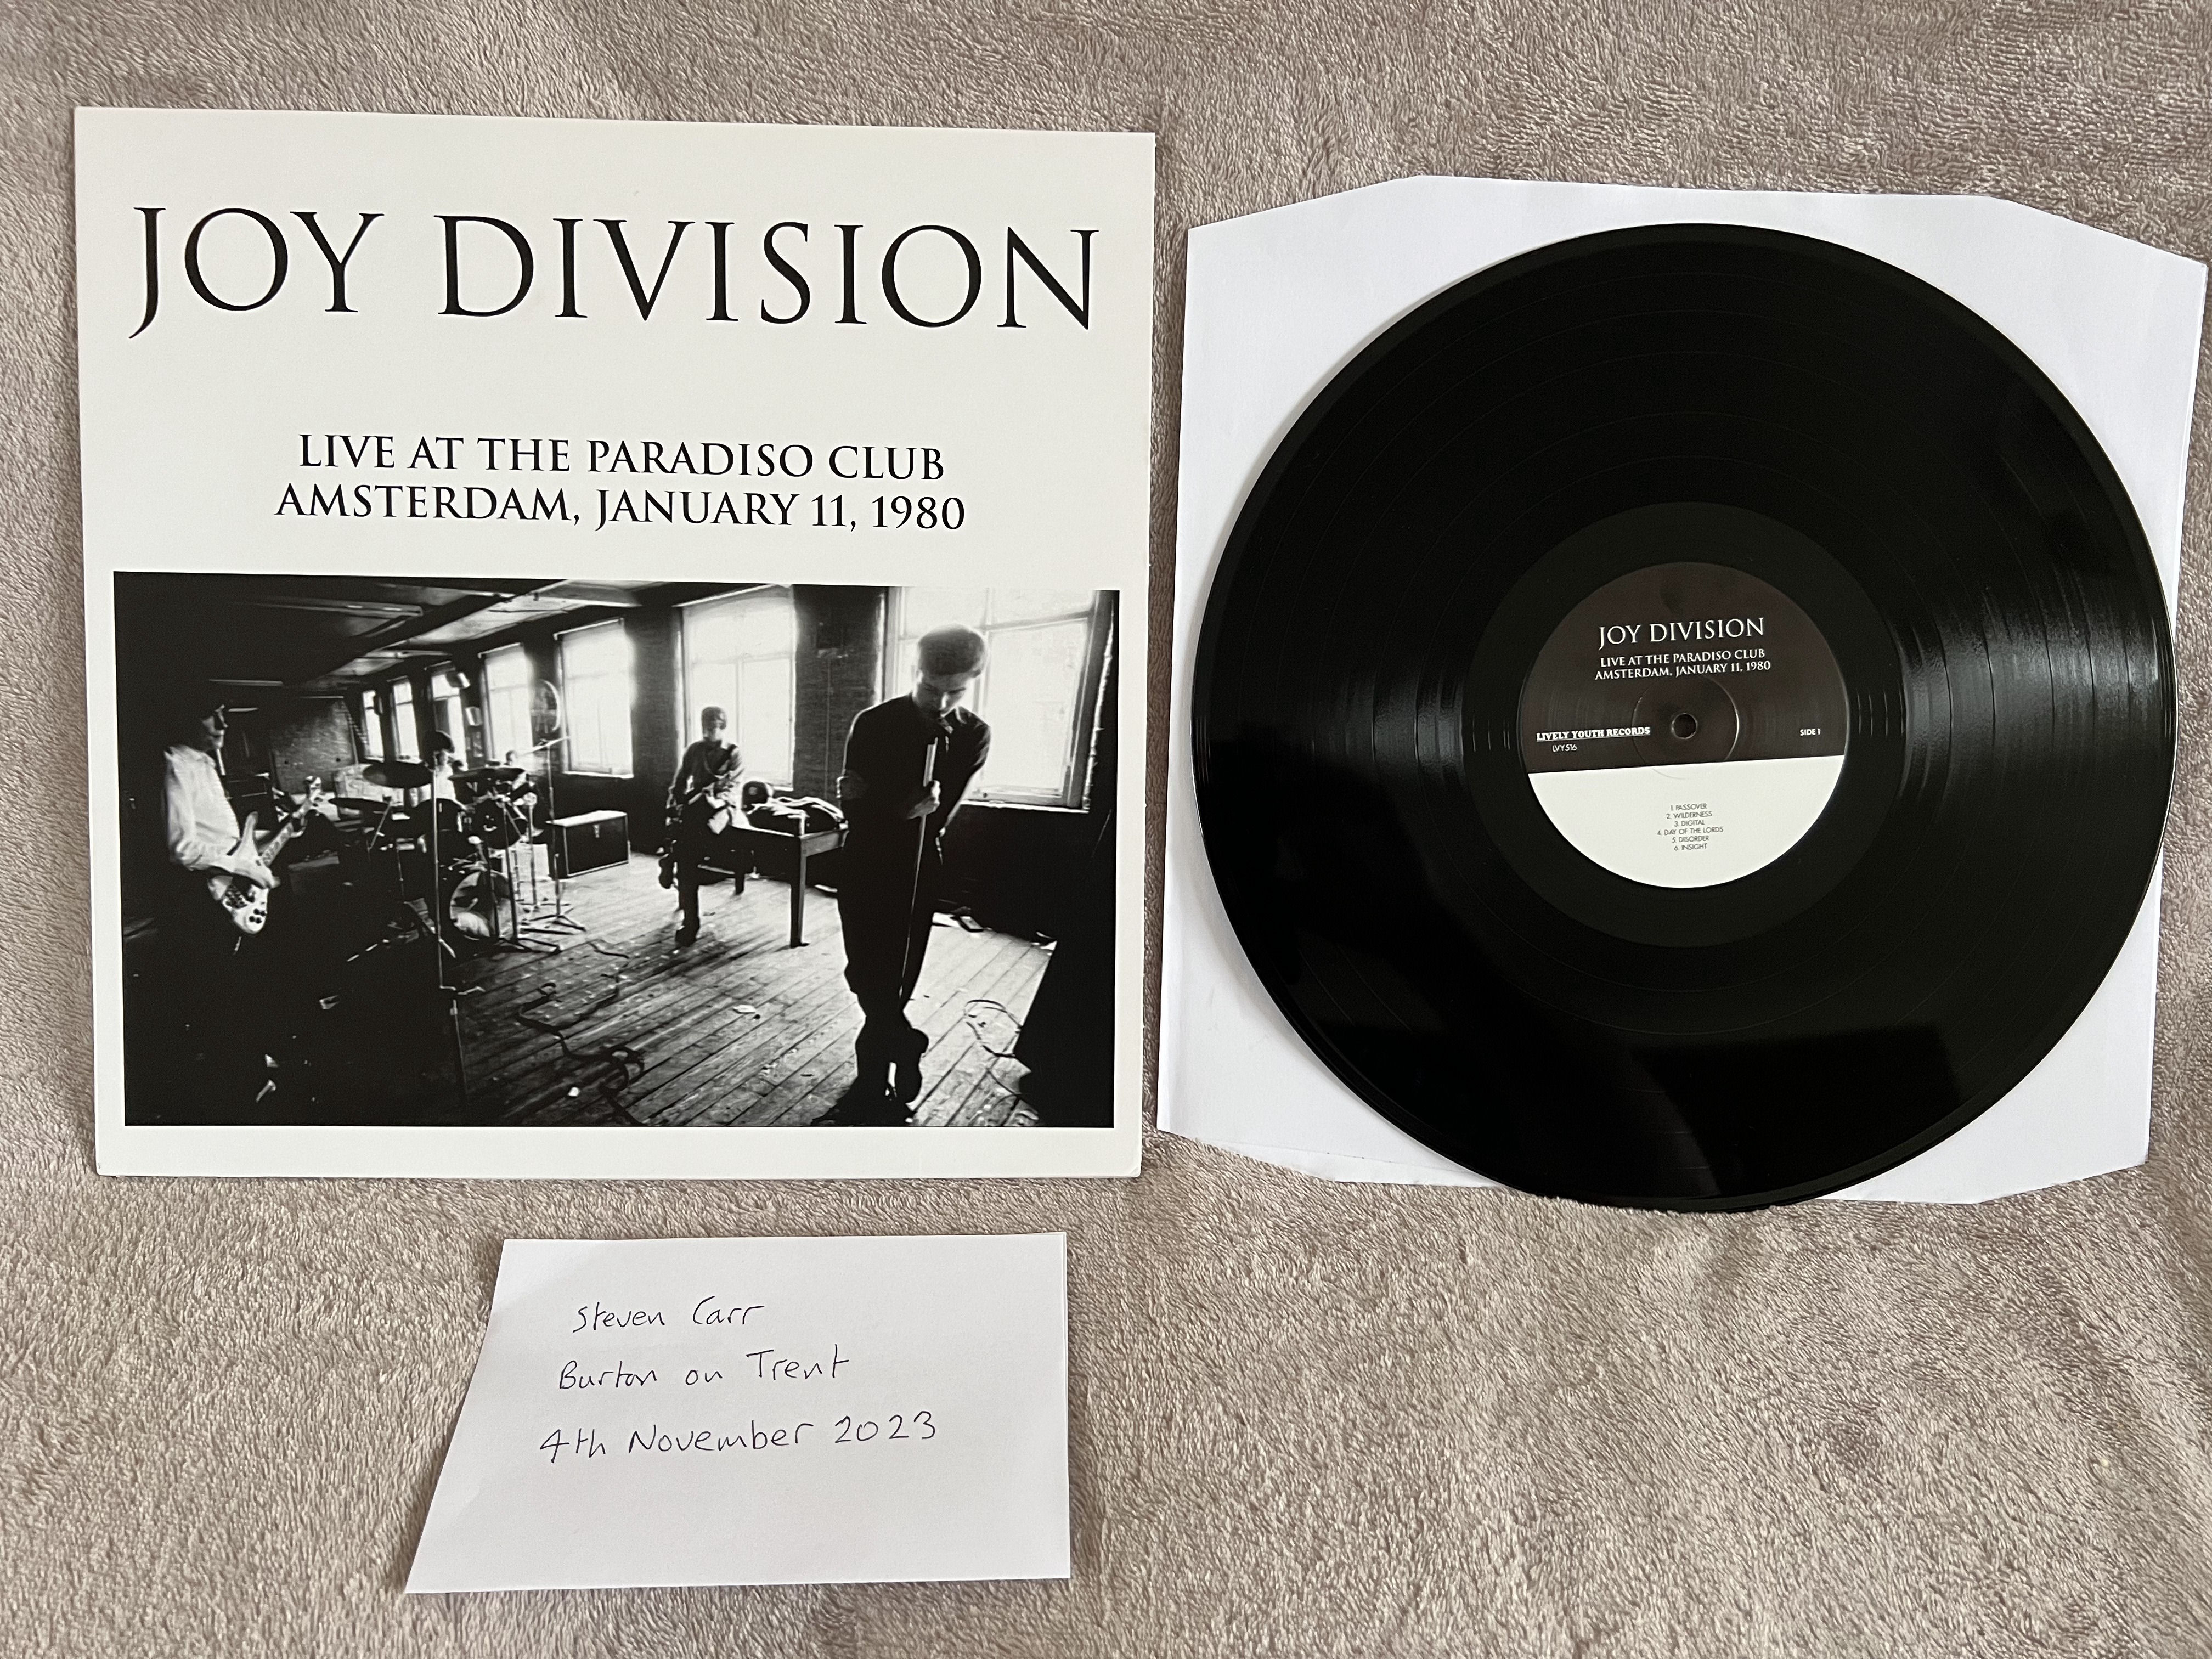 JOY DIVISION
LIVE AT THE PARADISO CLUB
AMSTERDAM, JANUARY 11, 1980
JOY DIVISION
LIVE AT THE PARADISO CLUB
AMSTERDAM, JANUARY 11, 1980
LIVELY YOUTH RECORDS
LVY516
SIDE 1
1. PASSOVER
2. WILDERNESS
3. DIGITAL
4. DAY OF THE LORDS
5. DISORDER
6. INSIGHT
Steven Carr
Burton on Trent
4th November 2023